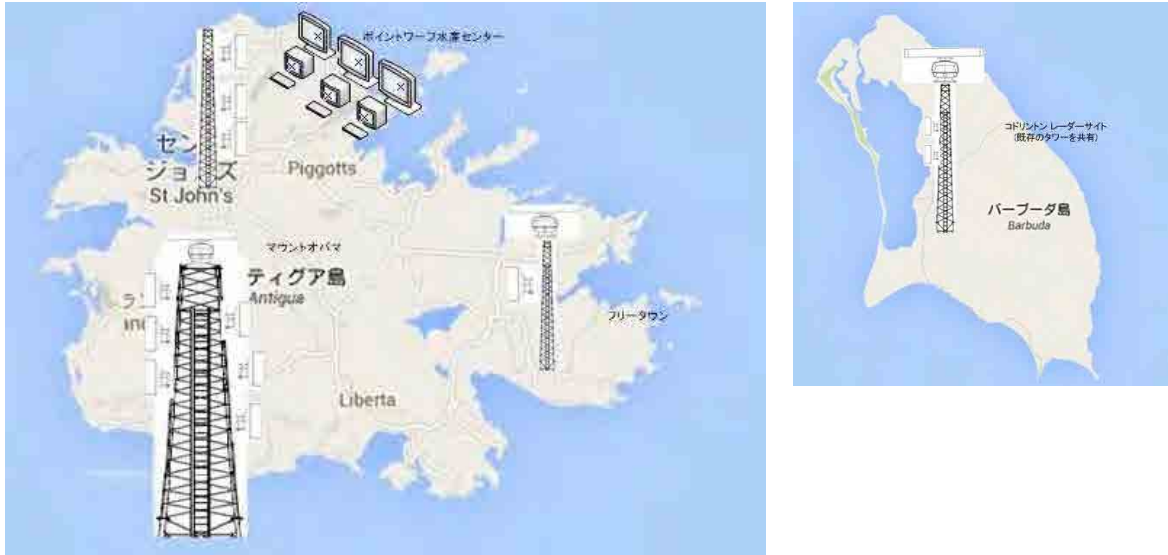 ポイントワーフ水産センター
セン
ジョ ズ
St John's
Piggotts
マウントオバマ
ティグア島
Antigua
フリータウン
Liberta
コドリントン レーダーサイト
(既存のタワーを共有)
バーブーダ島
Barbuda